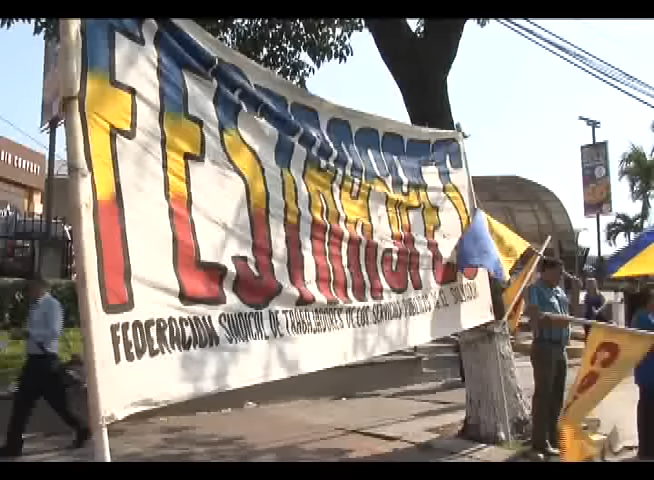 FESTRASPES
FEDERACION SINDICAL DE TRABAJADORES DE LOS SERVICIOS PUBLICOS DE EL SALVADOR